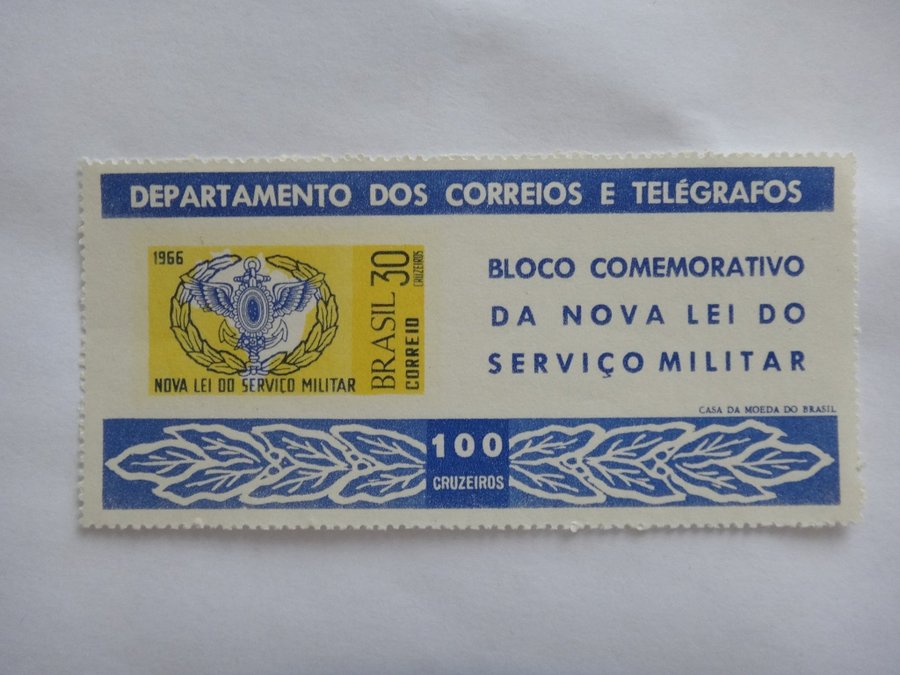 DEPARTAMENTO DOS CORREIOS E TELÉGRAFOS
1966
NOVA LEI DO SERVIÇO MILITAR
BRASIL 30
CRUZEIROS
CORREIO
BLOCO COMEMORATIVO
DA NOVA LEI DO
SERVIÇO MILITAR
CASA DA MOEDA DO BRASIL
100
CRUZEIROS